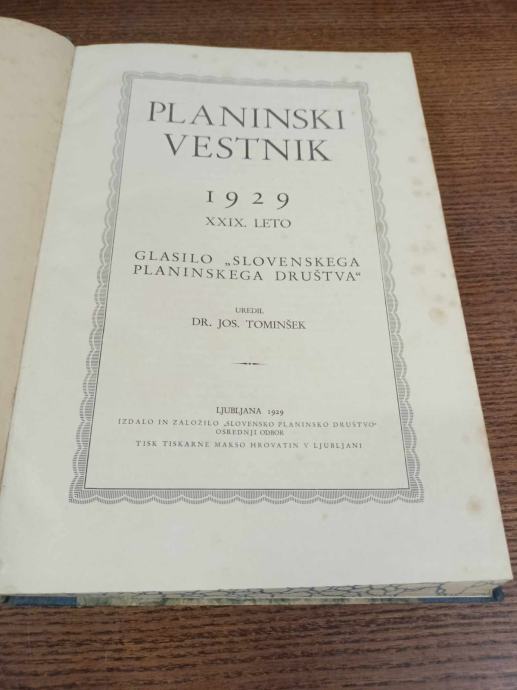 PLANINSKI
VESTNIK
1929
XXIX. LETO
GLASILO „SLOVENSKEGA
PLANINSKEGA DRUŠTVA“
UREDIL
DR. JOS. TOMINŠEK
LJUBLJANA 1929
IZDALO IN ZALOŽILO „SLOVENSKO PLANINSKO DRUŠTVO“
OSREDNJI ODBOR
TISK TISKARNE MAKSO HROVATIN V LJUBLJANI